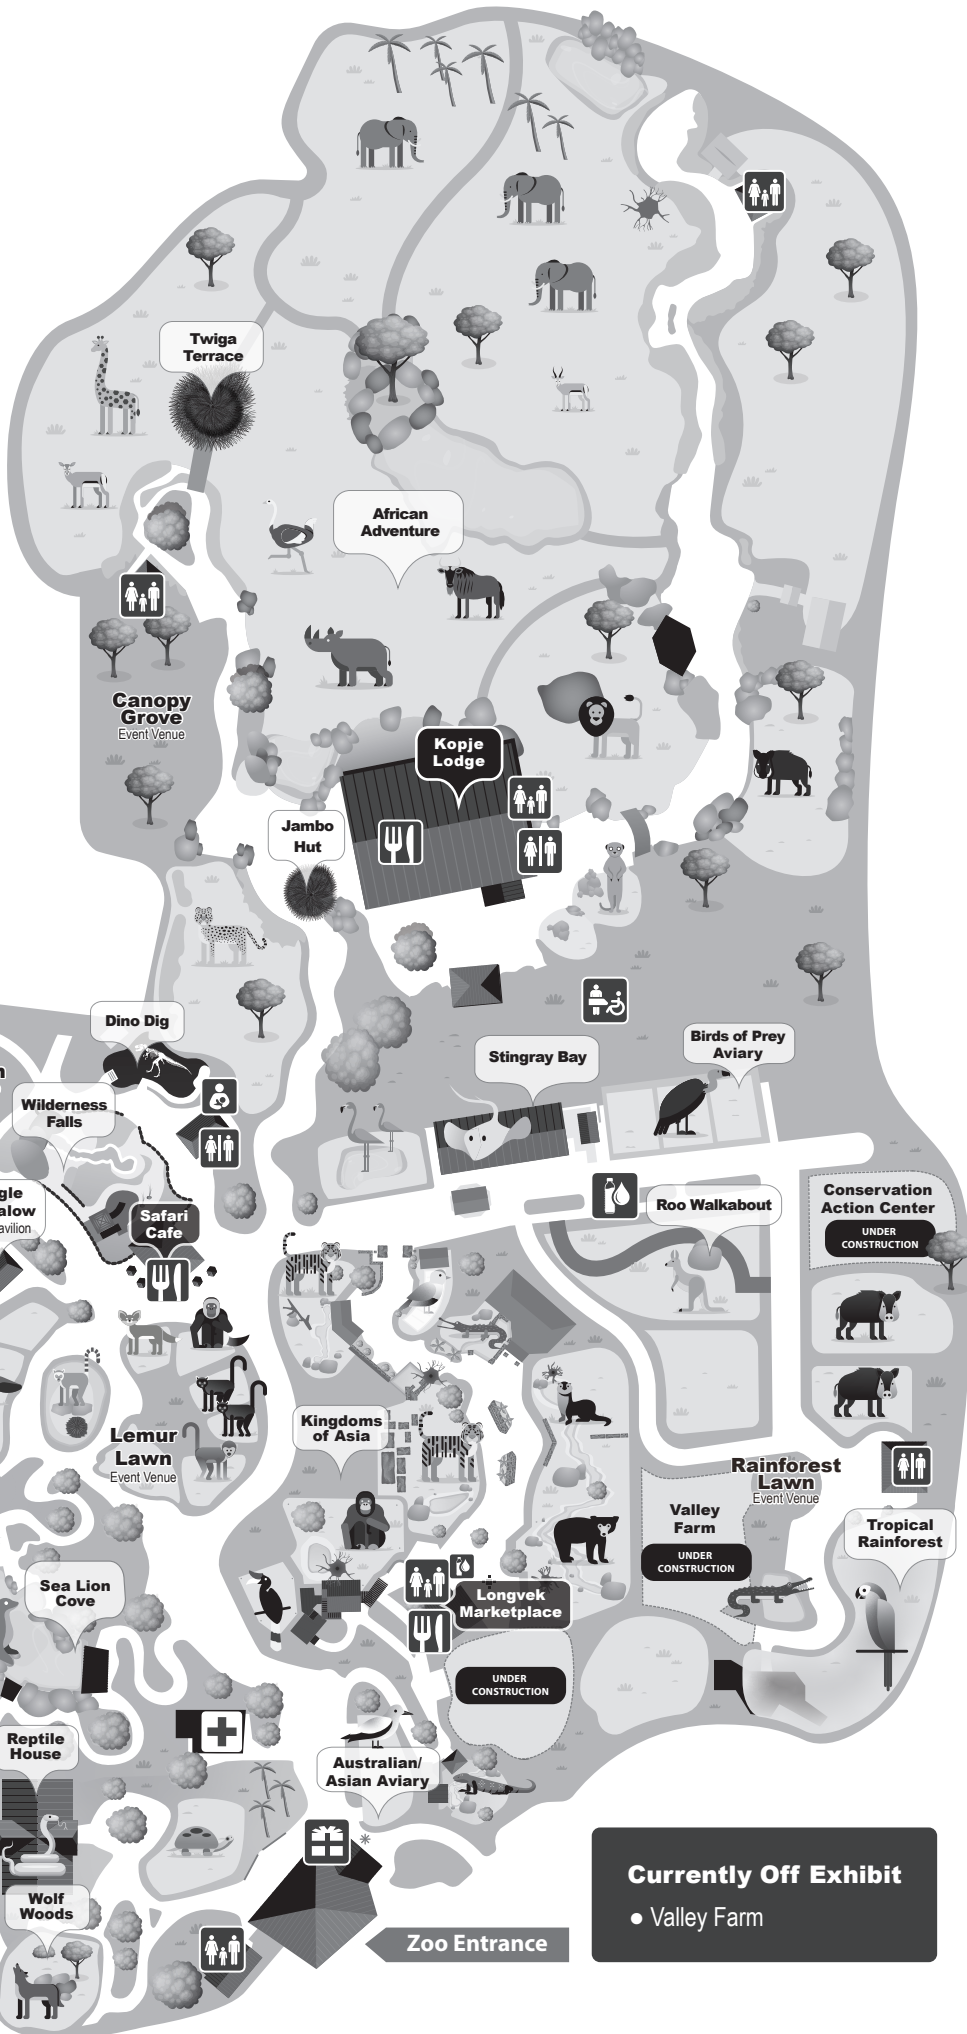 Twiga
Terrace
African
Adventure
Canopy
Grove
Event Venue
Kopje
Lodge
Jambo
Hut
Dino Dig
Birds of Prey
Aviary
Stingray Bay
Wilderness
Falls
Conservation
Action Center
UNDER
CONSTRUCTION
Roo Walkabout
Safari
Cafe
Kingdoms
of Asia
Lemur
Lawn
Event Venue
Rainforest
Lawn
Event Venue
Valley
Farm
UNDER
CONSTRUCTION
Tropical
Rainforest
Sea Lion
Cove
Longvek
Marketplace
UNDER
CONSTRUCTION
Reptile
House
Australian/
Asian Aviary
Wolf
Woods
Zoo Entrance
Currently Off Exhibit
● Valley Farm